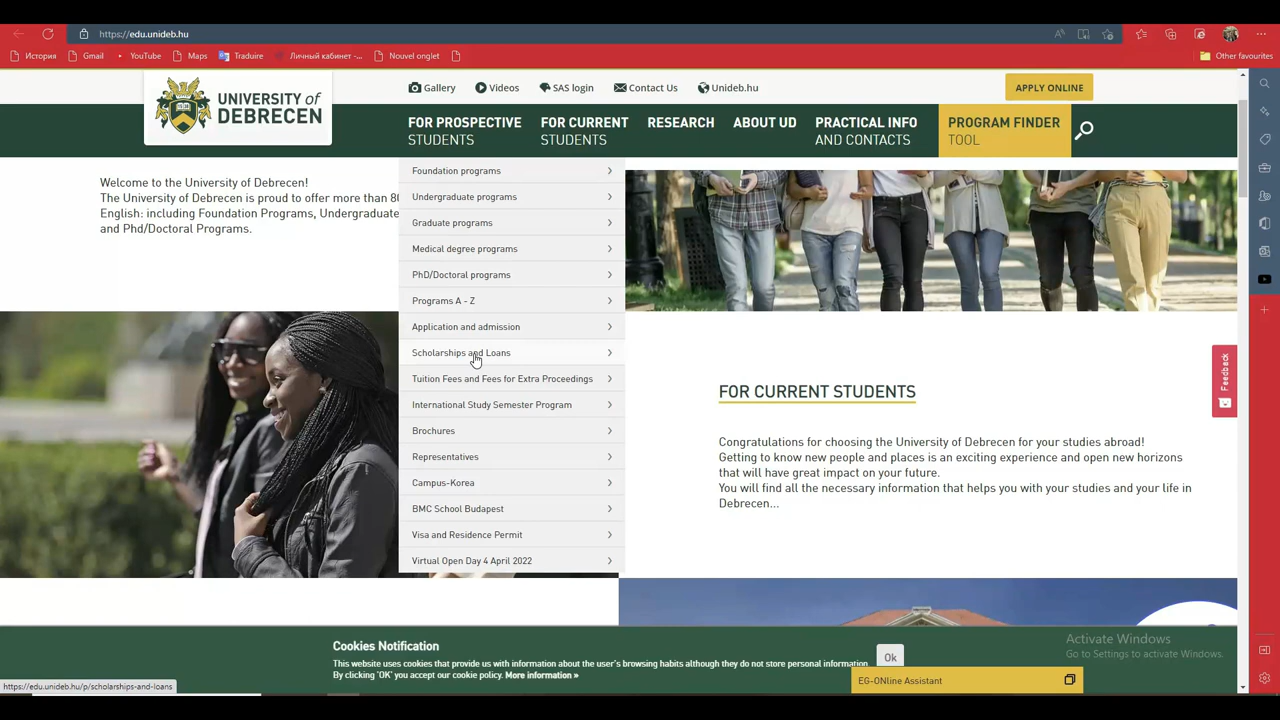 https://edu.unideb.hu
История
Gmail
YouTube
Maps
Traduire
Личный кабинет -...
Nouvel onglet
Other favourites
UNIVERSITY of
DEBRECEN
Gallery
Videos
SAS login
Contact Us
Unideb.hu
APPLY ONLINE
FOR PROSPECTIVE
STUDENTS
FOR CURRENT
STUDENTS
RESEARCH
ABOUT UD
PRACTICAL INFO
AND CONTACTS
PROGRAM FINDER
TOOL
Welcome to the University of Debrecen!
The University of Debrecen is proud to offer more than 80
English: including Foundation Programs, Undergraduate
and Phd/Doctoral Programs.
Foundation programs
Undergraduate programs
Graduate programs
Medical degree programs
PhD/Doctoral programs
Programs A - Z
Application and admission
Scholarships and Loans
Tuition Fees and Fees for Extra Proceedings
International Study Semester Program
Brochures
Representatives
Campus-Korea
BMC School Budapest
Visa and Residence Permit
Virtual Open Day 4 April 2022
FOR CURRENT STUDENTS
Congratulations for choosing the University of Debrecen for your studies abroad!
Getting to know new people and places is an exciting experience and open new horizons
that will have great impact on your future.
You will find all the necessary information that helps you with your studies and your life in
Debrecen...
Feedback
Cookies Notification
This website uses cookies that provide us with information about the user's browsing habits although they do not store personal information.
By clicking 'OK' you accept our cookie policy. More information »
Ok
Activate Windows
Go to Settings to activate Windows.
EG-ONline Assistant
https://edu.unideb.hu/p/scholarships-and-loans